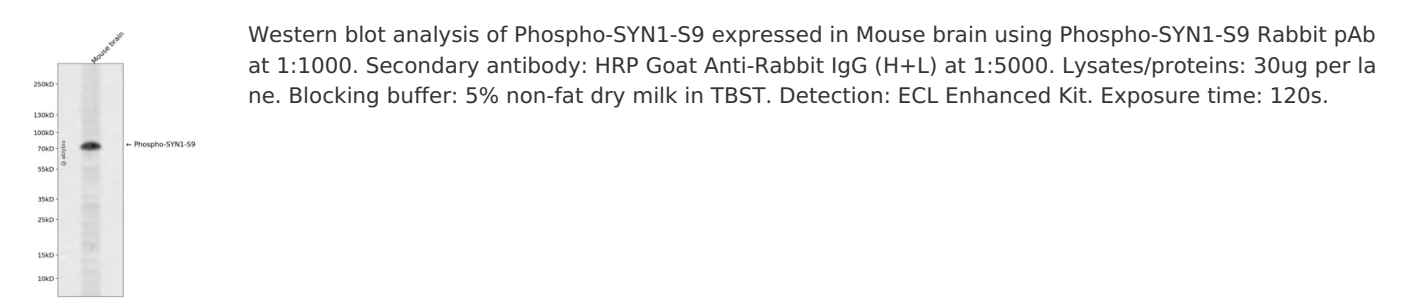 Mouse brain
250kD
130kD
100kD
70kD
55kD
35kD
25kD
15kD
10kD
@ abiybio
← Phospho-SYN1-S9
Western blot analysis of Phospho-SYN1-S9 expressed in Mouse brain using Phospho-SYN1-S9 Rabbit pAb
at 1:1000. Secondary antibody: HRP Goat Anti-Rabbit IgG (H+L) at 1:5000. Lysates/proteins: 30ug per la
ne. Blocking buffer: 5% non-fat dry milk in TBST. Detection: ECL Enhanced Kit. Exposure time: 120s.